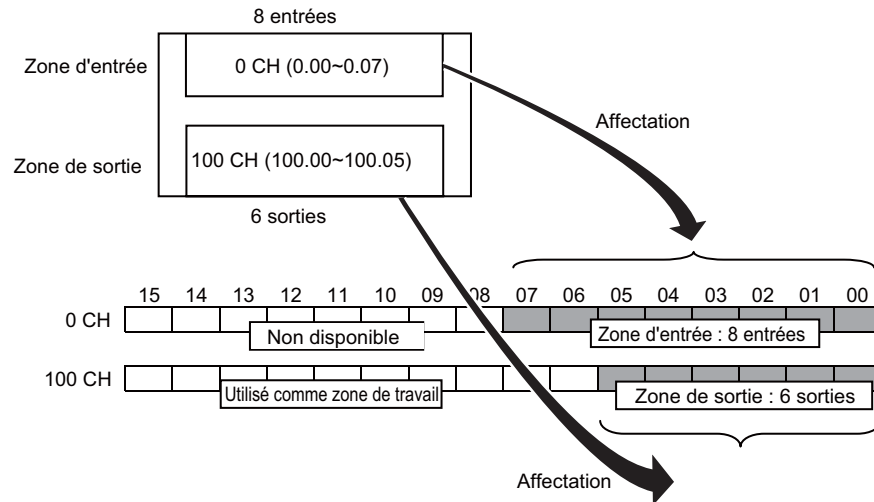 8 entrées
Zone d'entrée
0 CH (0.00~0.07)
Affectation
Zone de sortie
100 CH (100.00~100.05)
6 sorties
15 14 13 12 11 10 09 08 07 06 05 04 03 02 01 00
0 CH
Non disponible
Zone d'entrée : 8 entrées
100 CH
Utilisé comme zone de travail
Zone de sortie : 6 sorties
Affectation